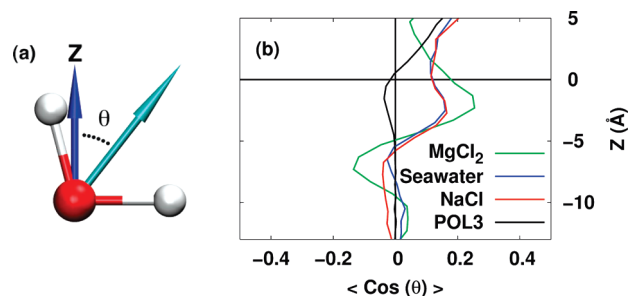 (a)
Z
θ
(b)
MgCl₂
Seawater
NaCl
POL3
5
0
−5
−10
Z (Å)
−0.4
−0.2
0
0.2
0.4
< Cos (θ) >